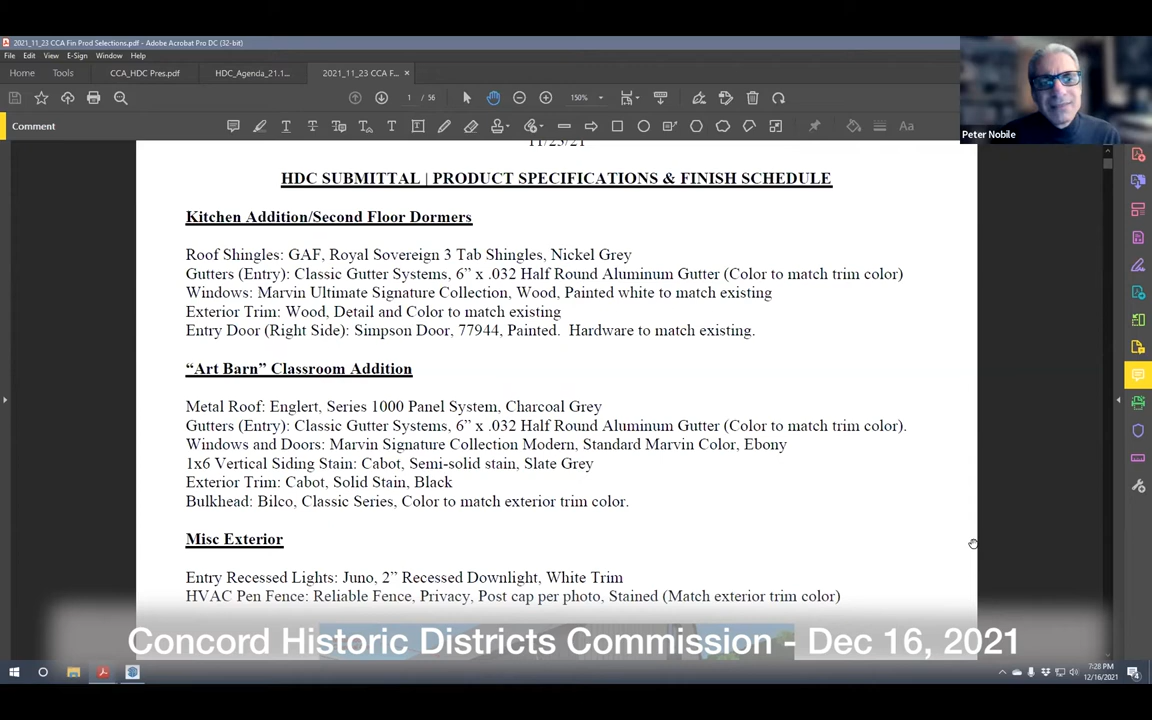 2021_11_23 CCA Fin Prod Selections.pdf - Adobe Acrobat Pro DC (32-bit)
File Edit View E-Sign Window Help
Home Tools CCA_HDC Pres.pdf HDC_Agenda_21.1... 2021_11_23 CCA F... ×
1 / 56 150%
Comment
Aa
Peter Nobile
11/23/21
HDC SUBMITTAL | PRODUCT SPECIFICATIONS & FINISH SCHEDULE
Kitchen Addition/Second Floor Dormers
Roof Shingles: GAF, Royal Sovereign 3 Tab Shingles, Nickel Grey
Gutters (Entry): Classic Gutter Systems, 6” x .032 Half Round Aluminum Gutter (Color to match trim color)
Windows: Marvin Ultimate Signature Collection, Wood, Painted white to match existing
Exterior Trim: Wood, Detail and Color to match existing
Entry Door (Right Side): Simpson Door, 77944, Painted.  Hardware to match existing.
“Art Barn” Classroom Addition
Metal Roof: Englert, Series 1000 Panel System, Charcoal Grey
Gutters (Entry): Classic Gutter Systems, 6” x .032 Half Round Aluminum Gutter (Color to match trim color).
Windows and Doors: Marvin Signature Collection Modern, Standard Marvin Color, Ebony
1x6 Vertical Siding Stain: Cabot, Semi-solid stain, Slate Grey
Exterior Trim: Cabot, Solid Stain, Black
Bulkhead: Bilco, Classic Series, Color to match exterior trim color.
Misc Exterior
Entry Recessed Lights: Juno, 2” Recessed Downlight, White Trim
HVAC Pen Fence: Reliable Fence, Privacy, Post cap per photo, Stained (Match exterior trim color)
Concord Historic Districts Commission - Dec 16, 2021
7:28 PM
12/16/2021